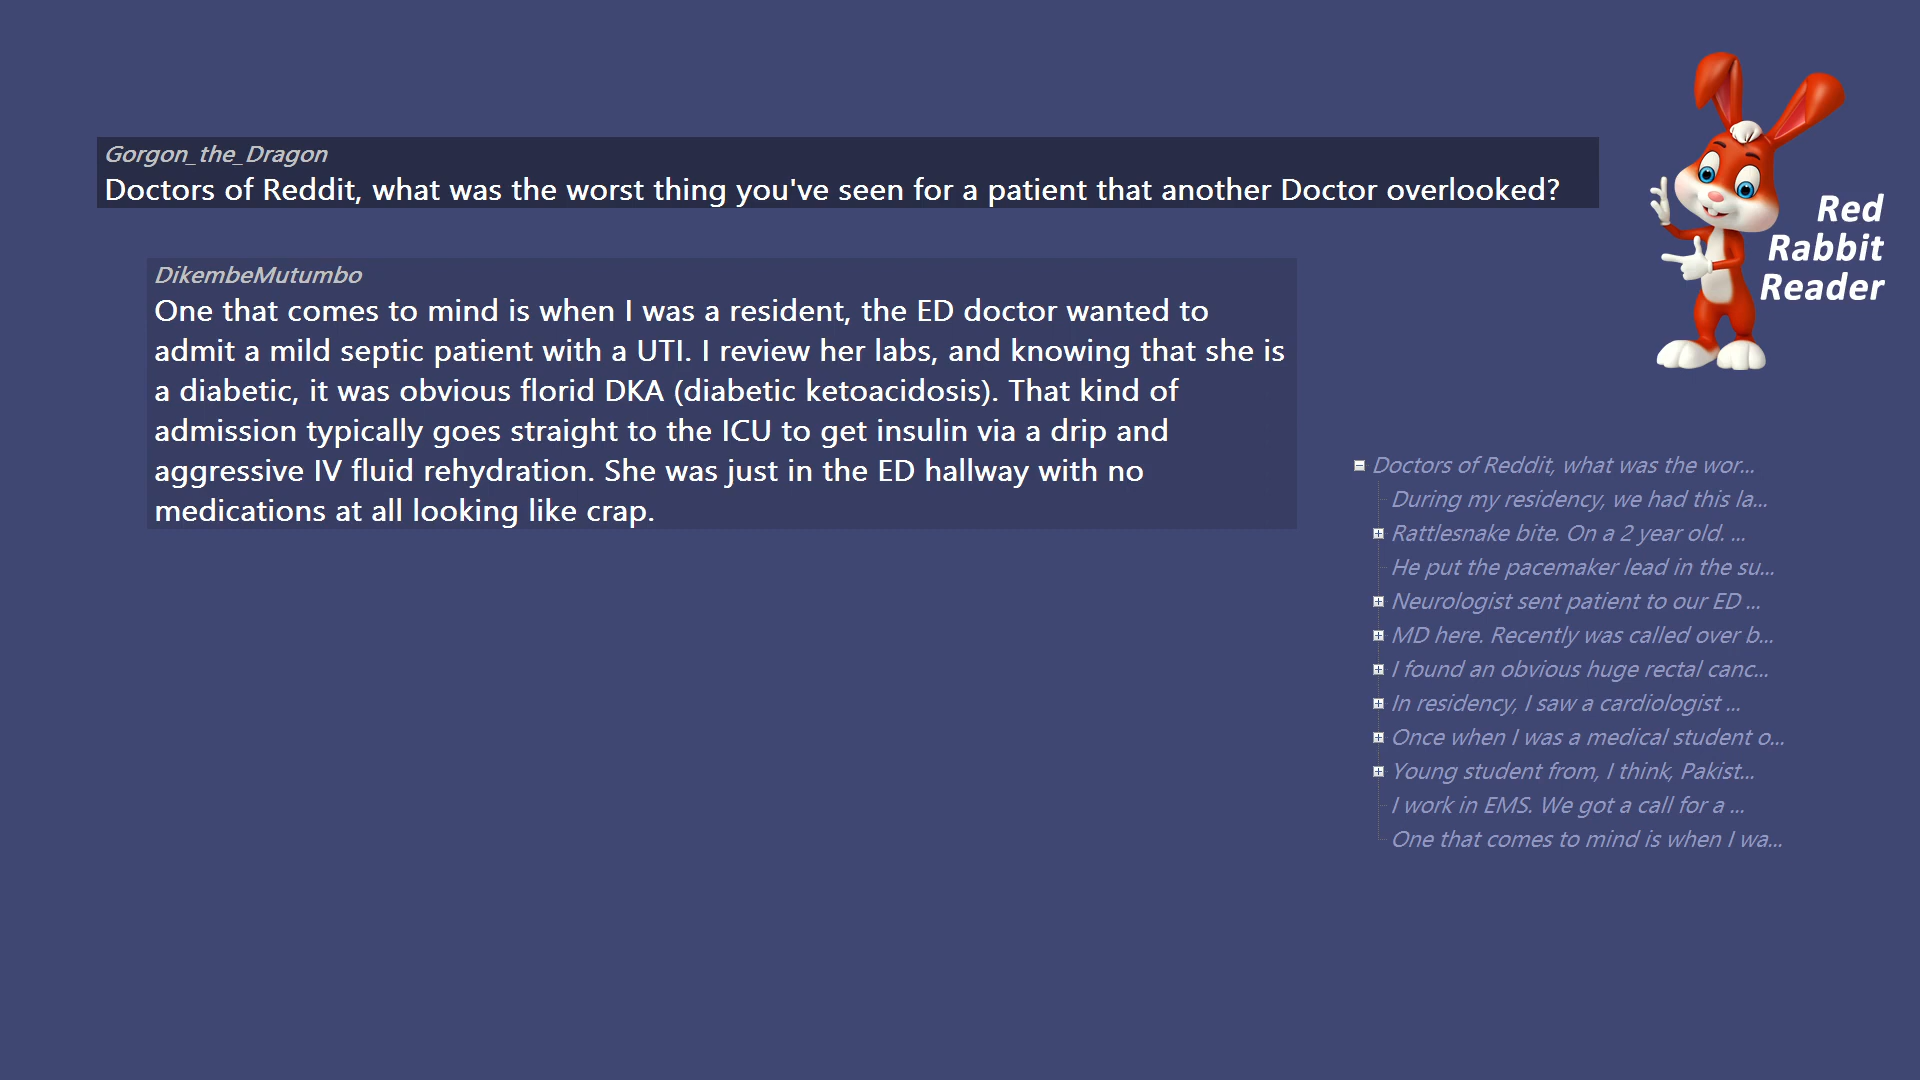 Gorgon_the_Dragon
Doctors of Reddit, what was the worst thing you've seen for a patient that another Doctor overlooked?
DikembeMutumbo
One that comes to mind is when I was a resident, the ED doctor wanted to
admit a mild septic patient with a UTI. I review her labs, and knowing that she is
a diabetic, it was obvious florid DKA (diabetic ketoacidosis). That kind of
admission typically goes straight to the ICU to get insulin via a drip and
aggressive IV fluid rehydration. She was just in the ED hallway with no
medications at all looking like crap.
Red
Rabbit
Reader
Doctors of Reddit, what was the wor...
During my residency, we had this la...
Rattlesnake bite. On a 2 year old. ...
He put the pacemaker lead in the su...
Neurologist sent patient to our ED ...
MD here. Recently was called over b...
I found an obvious huge rectal canc...
In residency, I saw a cardiologist ...
Once when I was a medical student o...
Young student from, I think, Pakist...
I work in EMS. We got a call for a ...
One that comes to mind is when I wa...